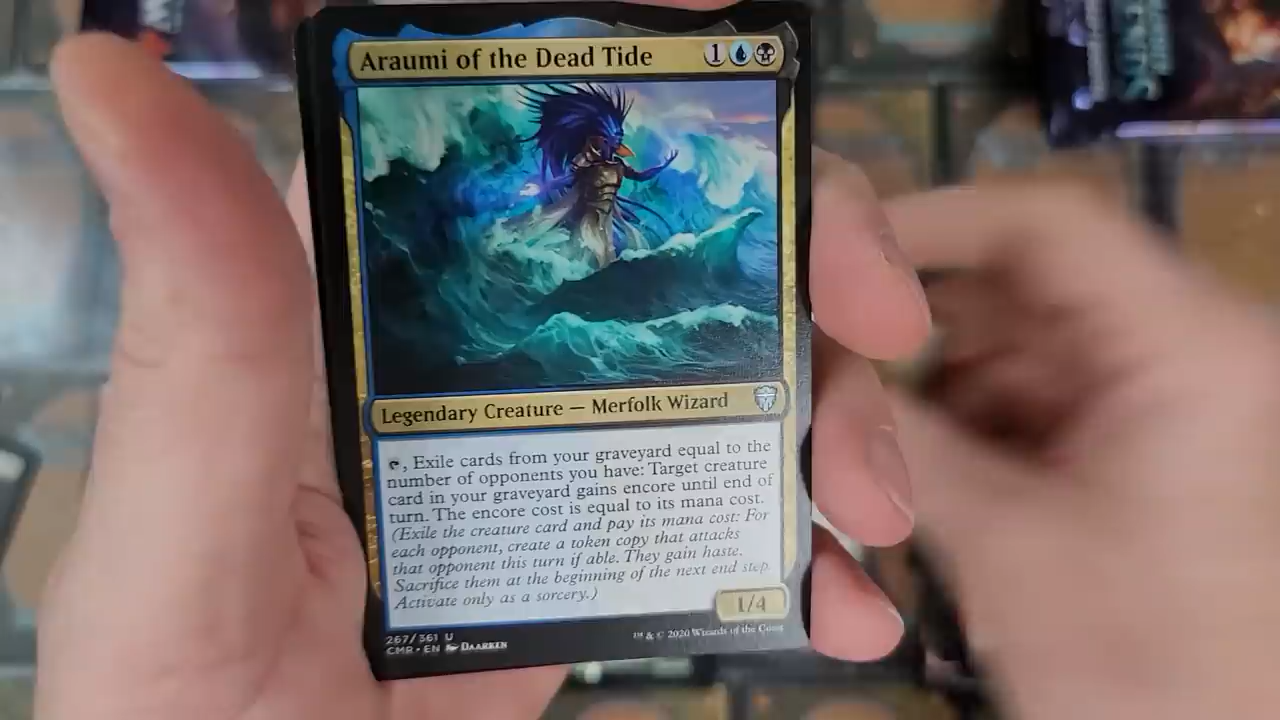 Araumi of the Dead Tide 1
Legendary Creature — Merfolk Wizard
, Exile cards from your graveyard equal to the
number of opponents you have: Target creature
card in your graveyard gains encore until end of
turn. The encore cost is equal to its mana cost.
(Exile the creature card and pay its mana cost: For
each opponent, create a token copy that attacks
that opponent this turn if able. They gain haste.
Sacrifice them at the beginning of the next end step.
Activate only as a sorcery.)
1/4
267/361 U
CMR • EN DAARKEN
™ & © 2020 Wizards of the Coast